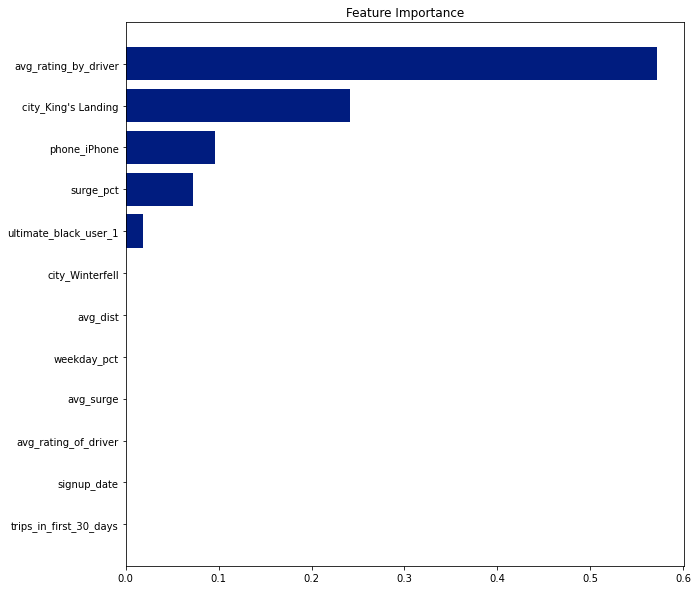 Feature Importance
avg_rating_by_driver
city_King's Landing
phone_iPhone
surge_pct
ultimate_black_user_1
city_Winterfell
avg_dist
weekday_pct
avg_surge
avg_rating_of_driver
signup_date
trips_in_first_30_days
0.0 0.1 0.2 0.3 0.4 0.5 0.6